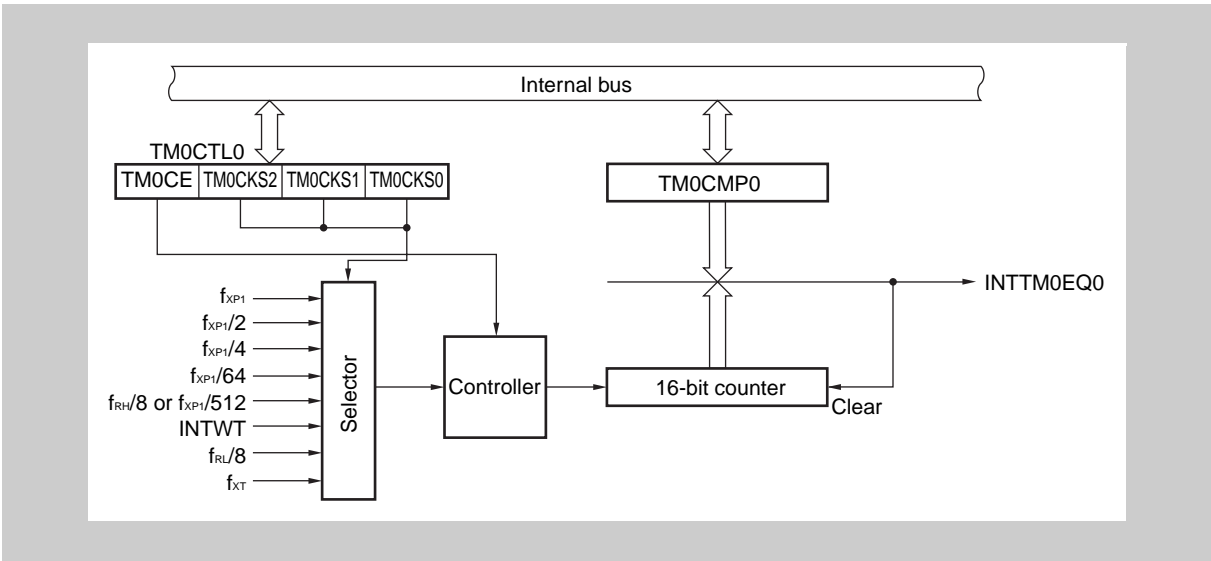 Internal bus
TM0CTL0
TM0CE TM0CKS2 TM0CKS1 TM0CKS0
TM0CMP0
INTTM0EQ0
fXP1
fXP1/2
fXP1/4
fXP1/64
fRH/8 or fXP1/512
INTWT
fRL/8
fXT
Selector
Controller
16-bit counter
Clear